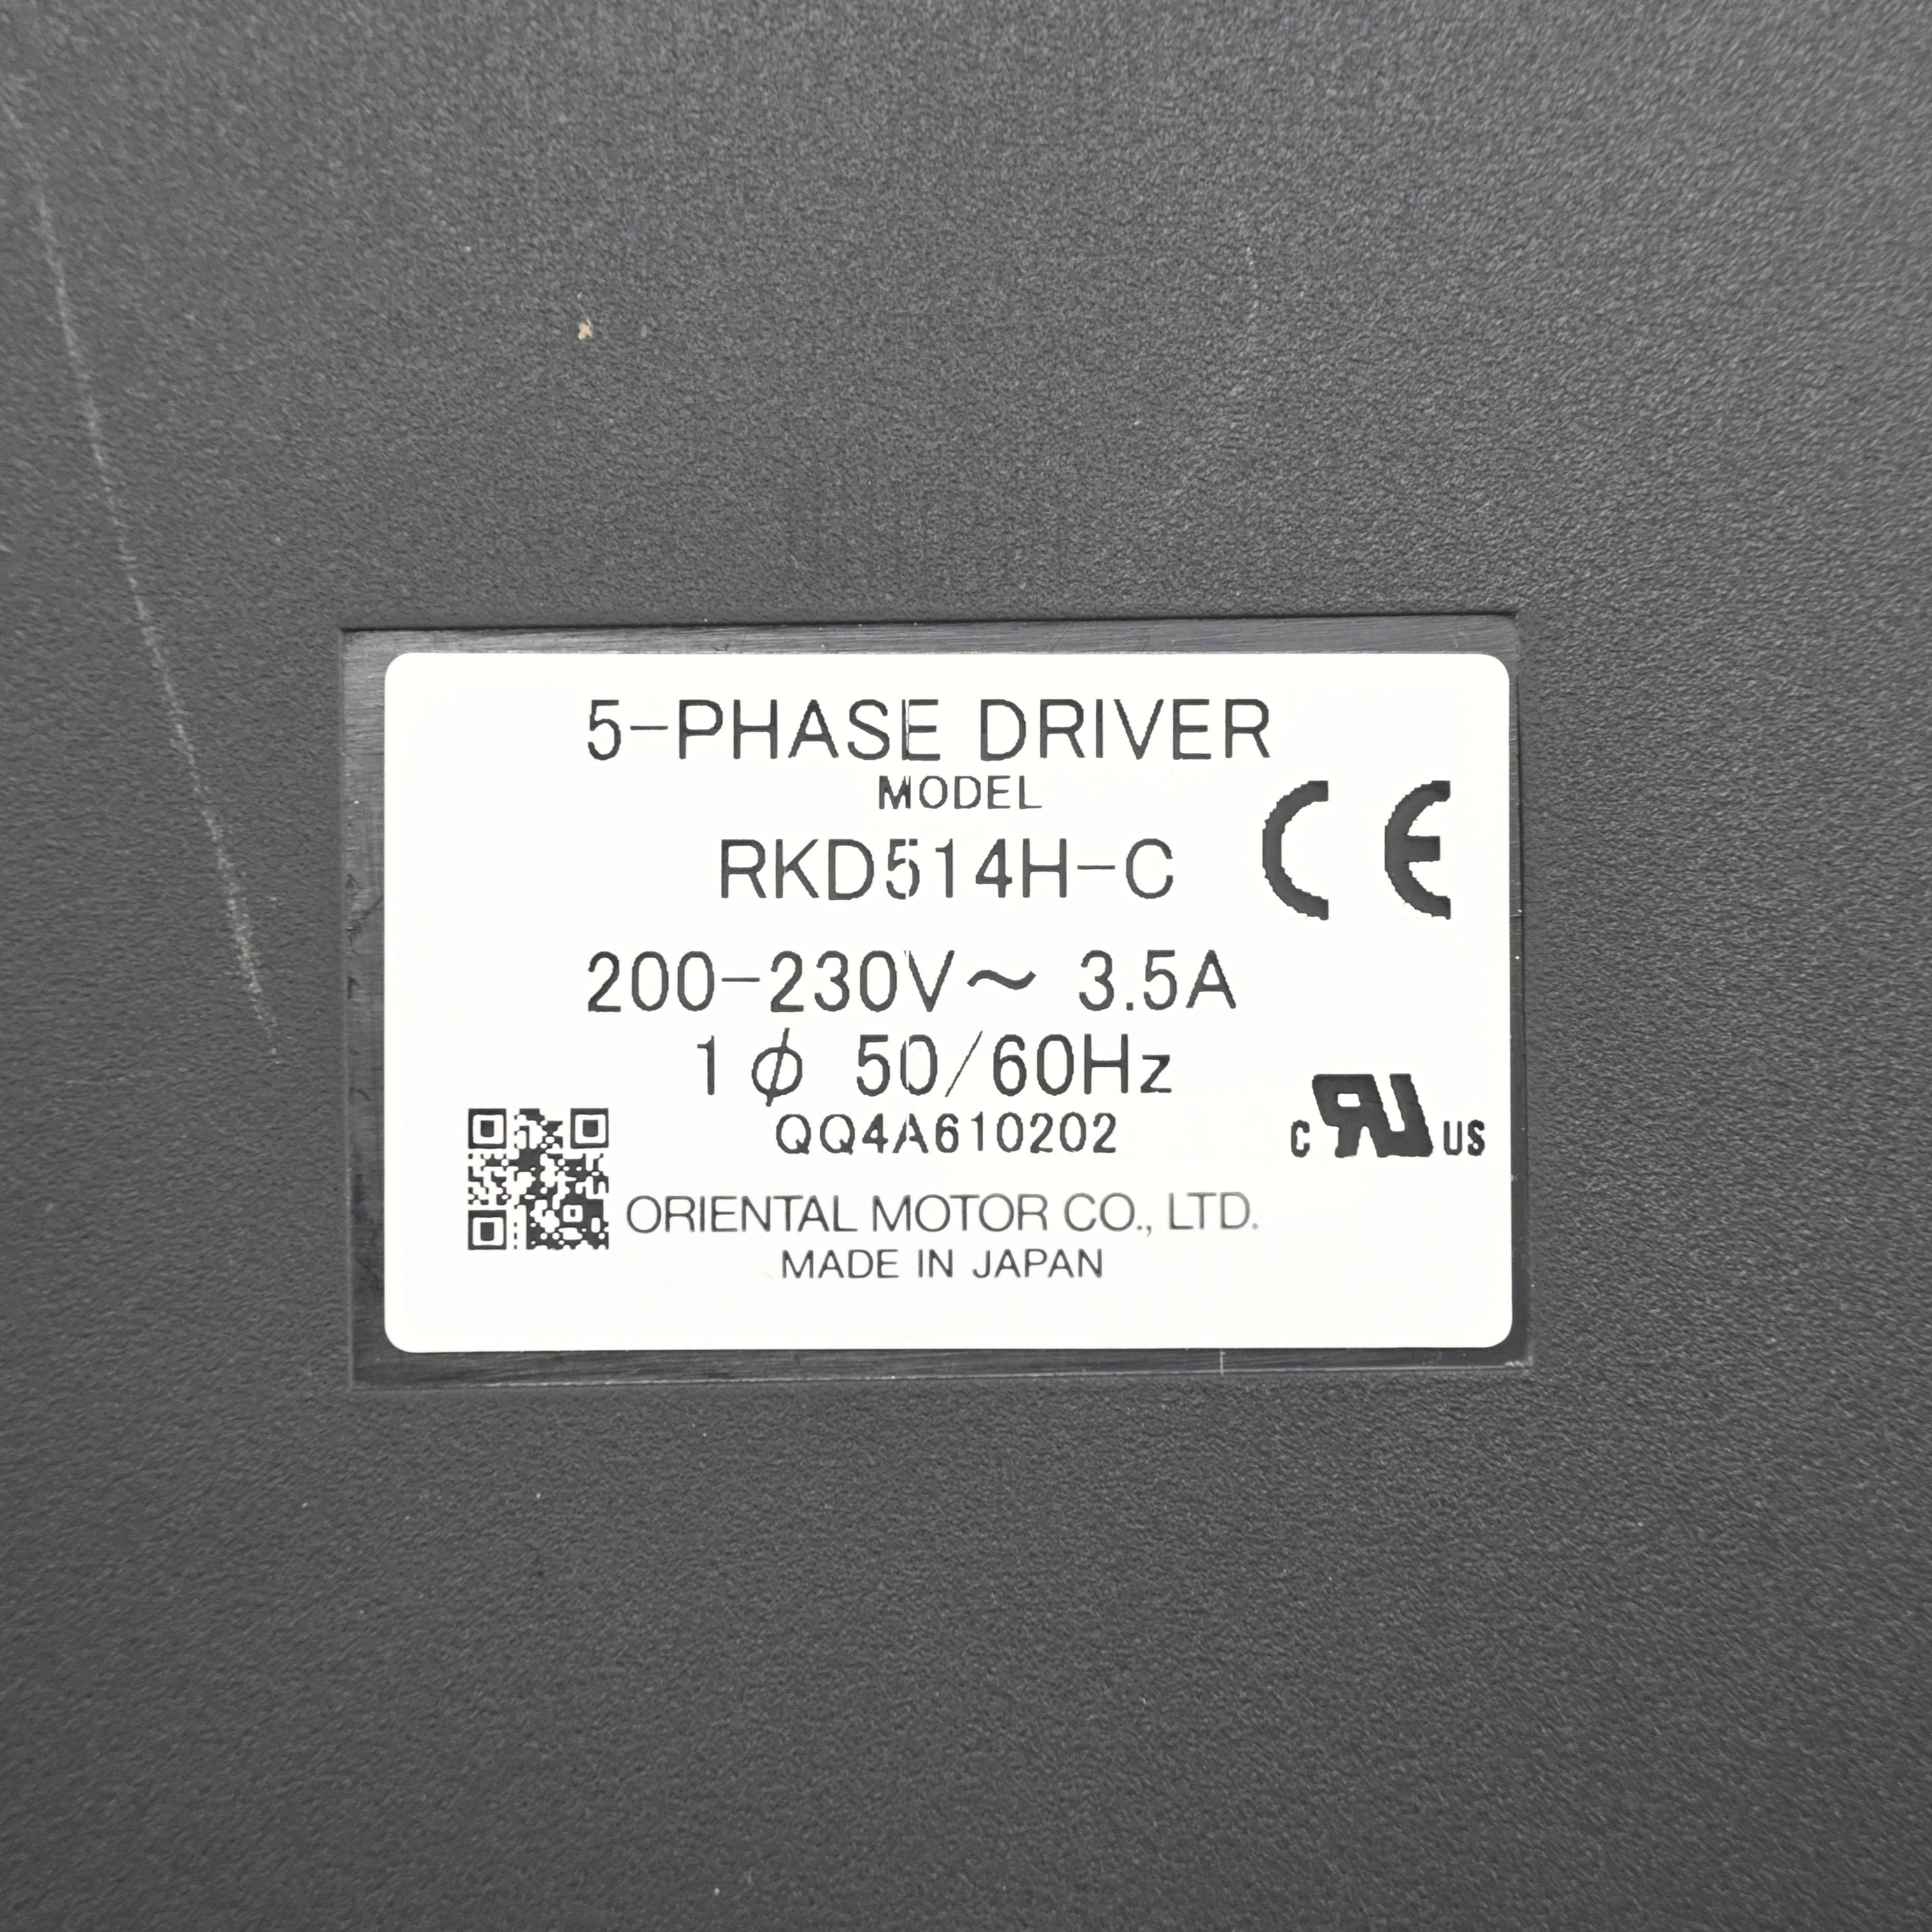 5-PHASE DRIVER
MODEL
RKD514H-C
CE
200-230V～ 3.5A
1φ 50/60Hz
QQ4A610202
c RU US
ORIENTAL MOTOR CO., LTD.
MADE IN JAPAN